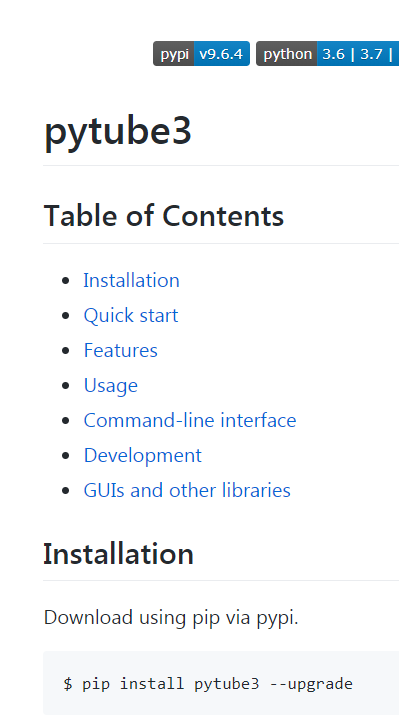 pypi v9.6.4 python 3.6 | 3.7 |
pytube3
Table of Contents
Installation
Quick start
Features
Usage
Command-line interface
Development
GUIs and other libraries
Installation
Download using pip via pypi.
$ pip install pytube3 --upgrade